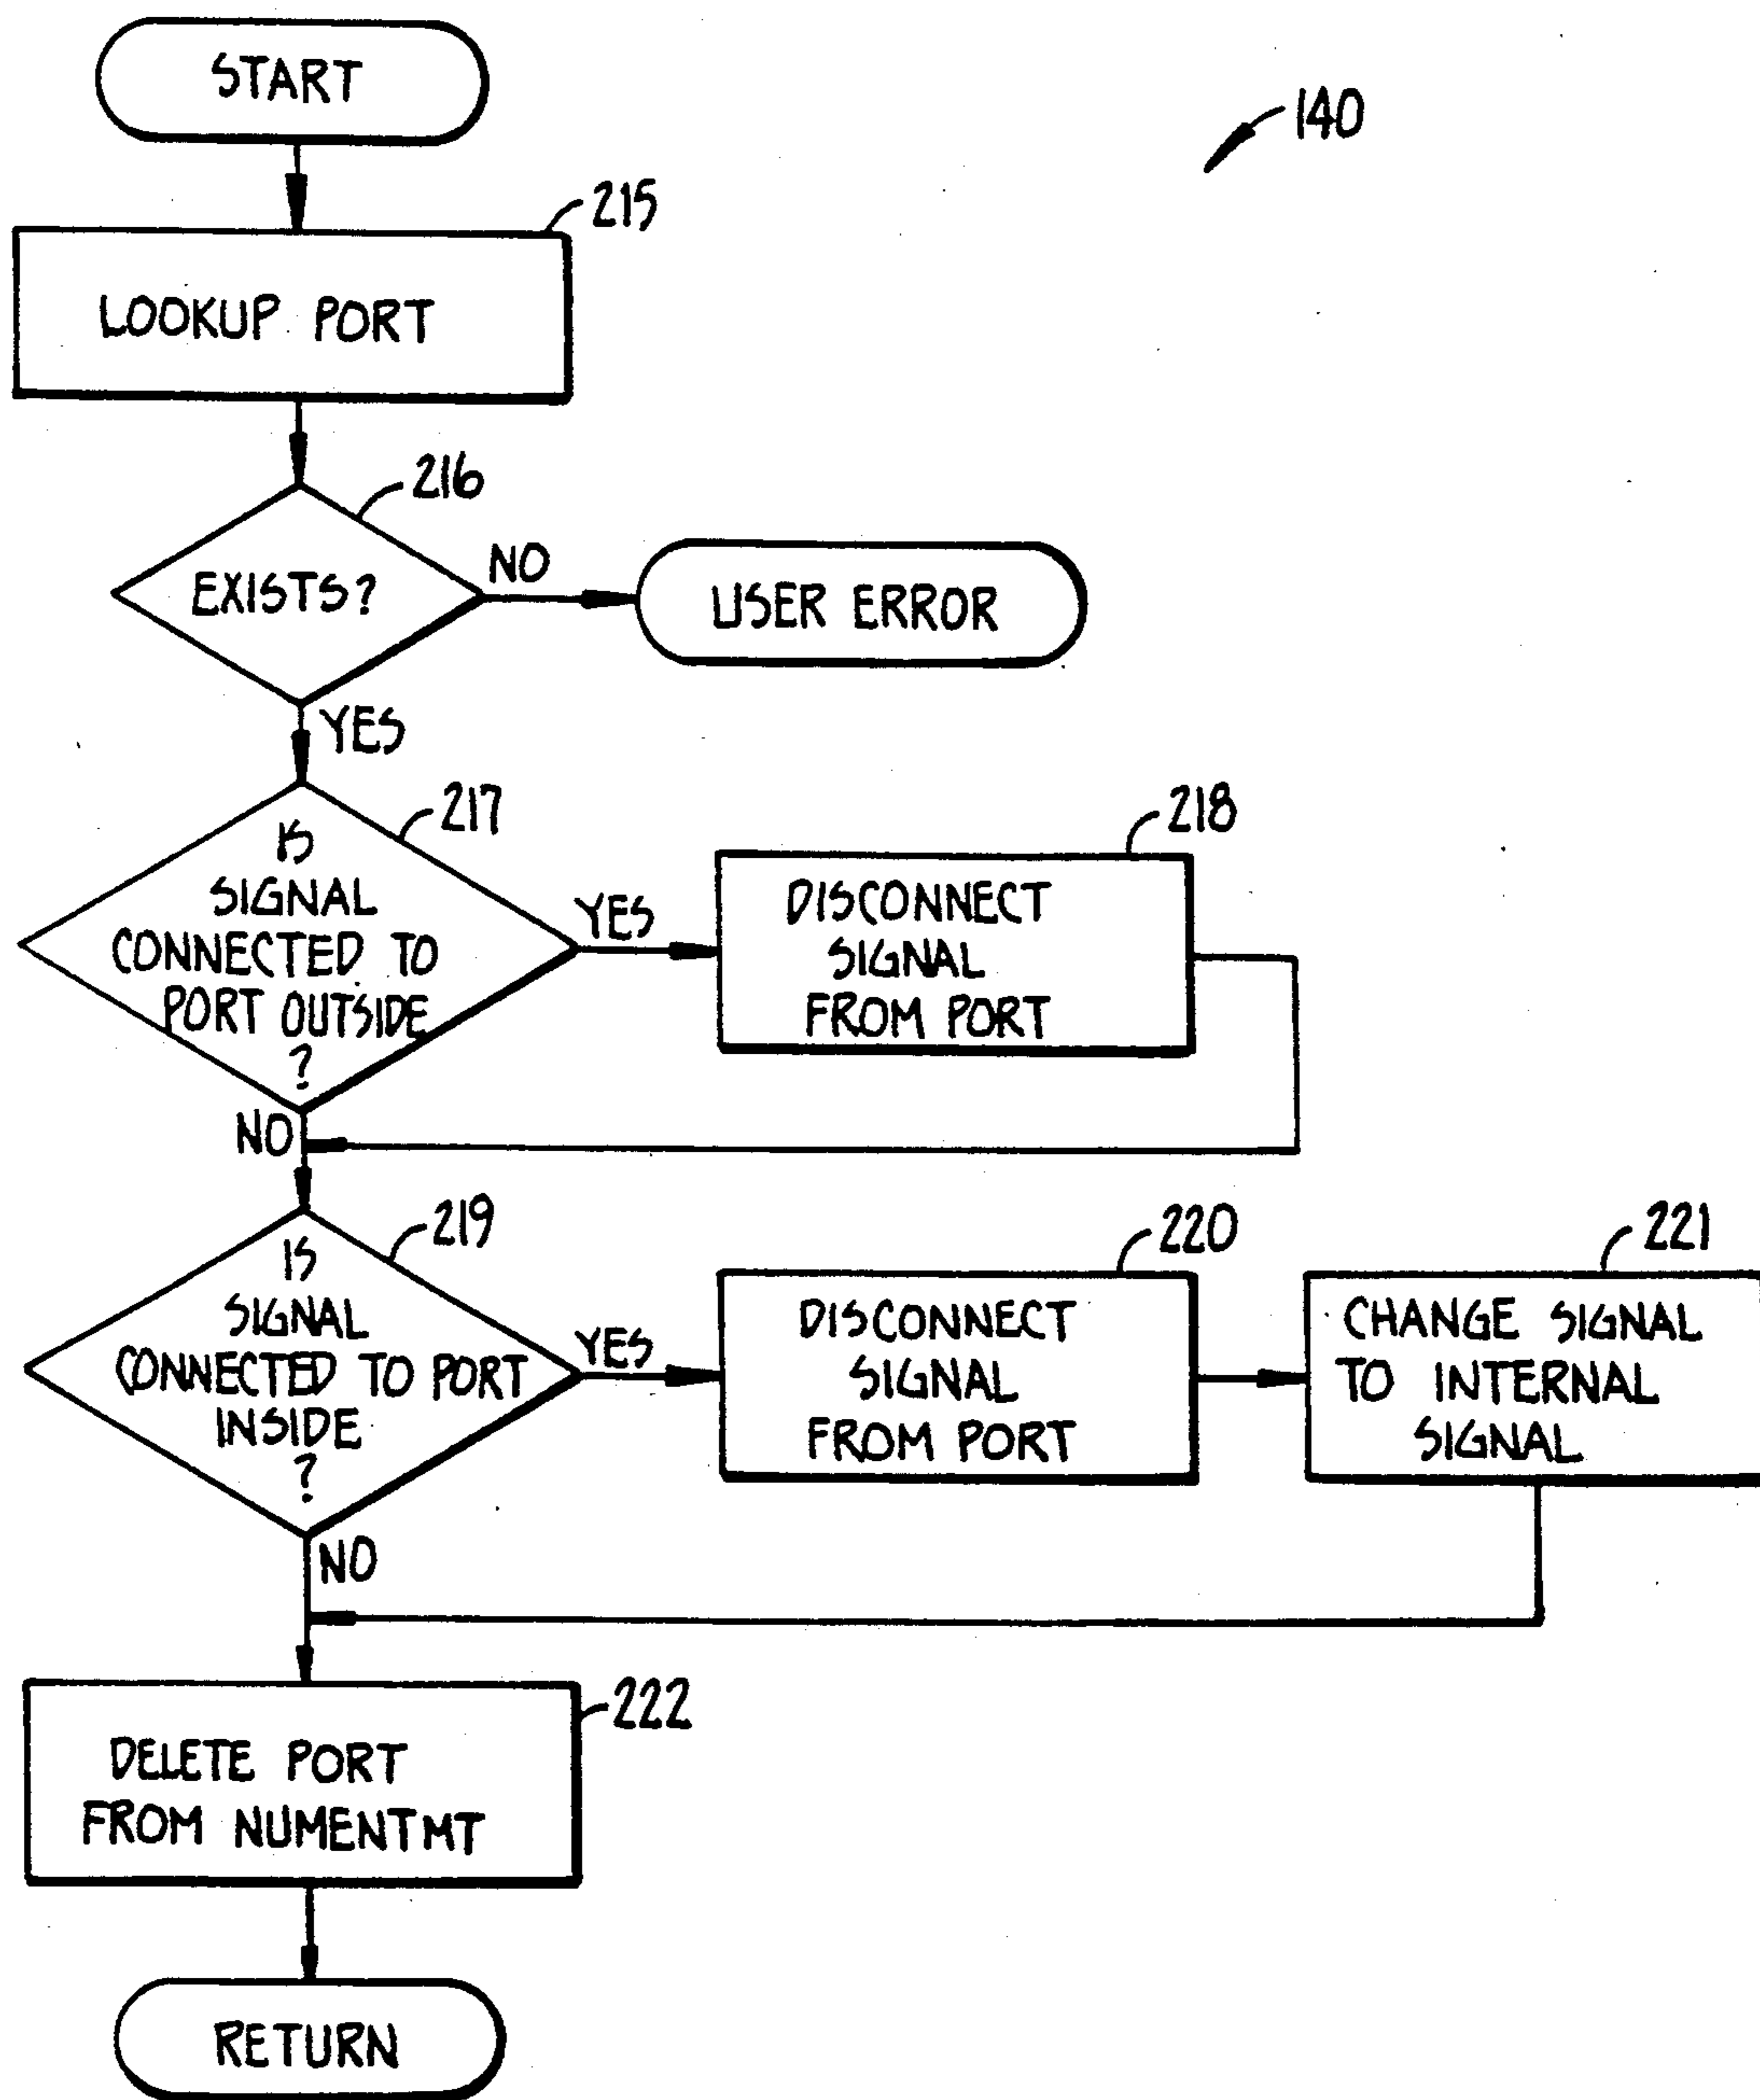 START
140
215
LOOKUP PORT
216
EXISTS?
NO
USER ERROR
YES
217
IS
SIGNAL
CONNECTED TO
PORT OUTSIDE
?
YES
218
DISCONNECT
SIGNAL
FROM PORT
NO
219
IS
SIGNAL
CONNECTED TO PORT
INSIDE
?
YES
220
DISCONNECT
SIGNAL
FROM PORT
221
CHANGE SIGNAL
TO INTERNAL
SIGNAL
NO
222
DELETE PORT
FROM NUMENTMT
RETURN